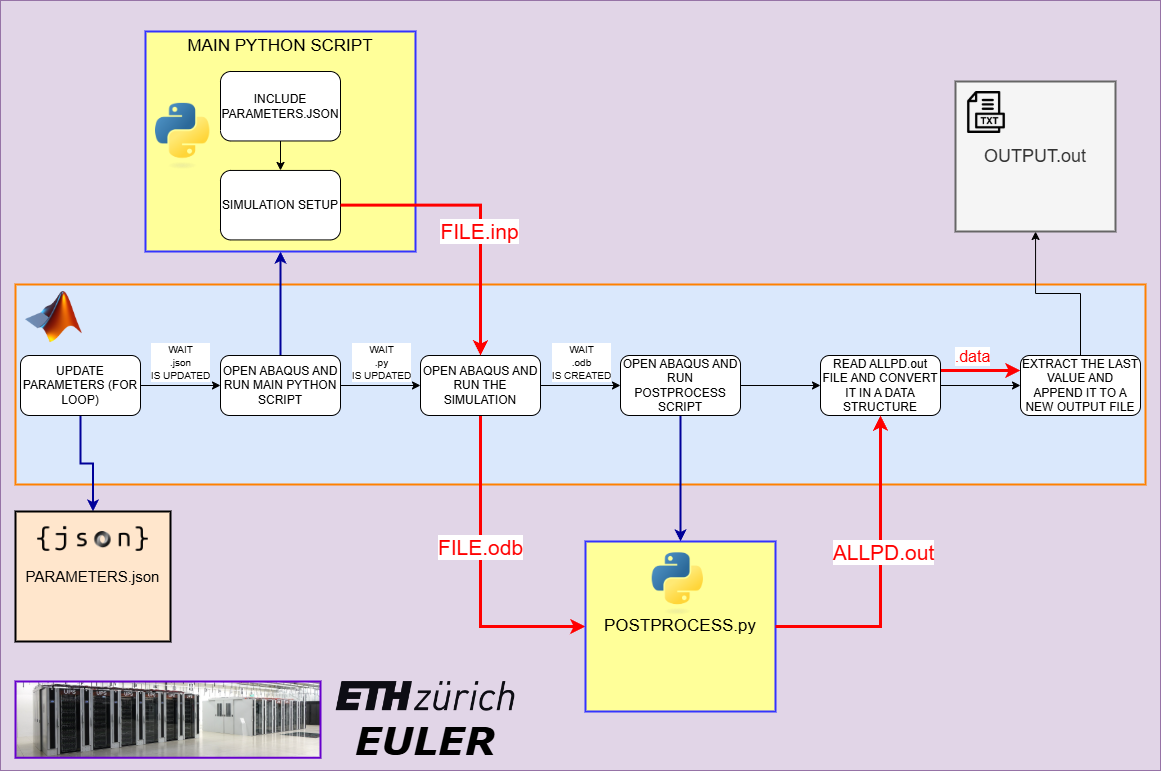 MAIN PYTHON SCRIPT
INCLUDE
PARAMETERS.JSON
SIMULATION SETUP
TXT
OUTPUT.out
FILE.inp
UPDATE
PARAMETERS (FOR
LOOP)
WAIT
.json
IS UPDATED
OPEN ABAQUS AND
RUN MAIN PYTHON
SCRIPT
WAIT
.py
IS UPDATED
OPEN ABAQUS AND
RUN THE
SIMULATION
WAIT
.odb
IS CREATED
OPEN ABAQUS AND
RUN
POSTPROCESS
SCRIPT
READ ALLPD.out
FILE AND CONVERT
IT IN A DATA
STRUCTURE
.data
EXTRACT THE LAST
VALUE AND
APPEND IT TO A
NEW OUTPUT FILE
{json}
PARAMETERS.json
FILE.odb
POSTPROCESS.py
ALLPD.out
ETH zürich
EULER